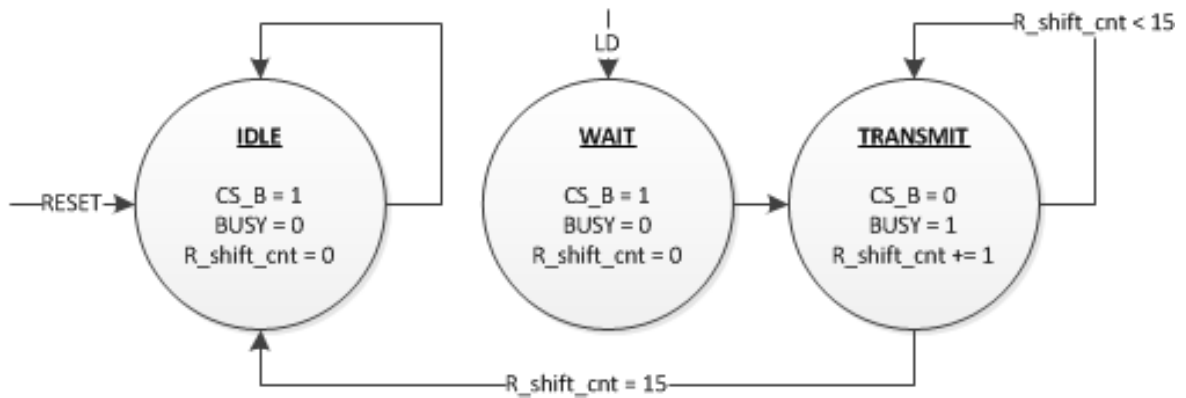 R_shift_cnt < 15
LD
IDLE
CS_B = 1
BUSY = 0
R_shift_cnt = 0
WAIT
CS_B = 1
BUSY = 0
R_shift_cnt = 0
TRANSMIT
CS_B = 0
BUSY = 1
R_shift_cnt += 1
RESET
R_shift_cnt = 15